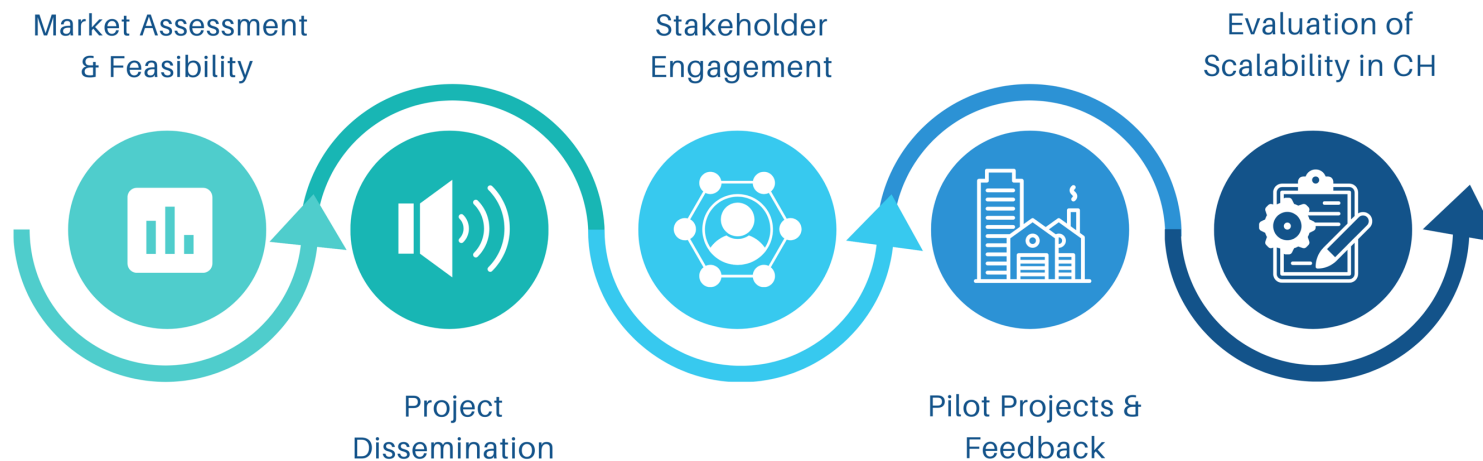 Market Assessment
& Feasibility
Project
Dissemination
Stakeholder
Engagement
Pilot Projects &
Feedback
Evaluation of
Scalability in CH